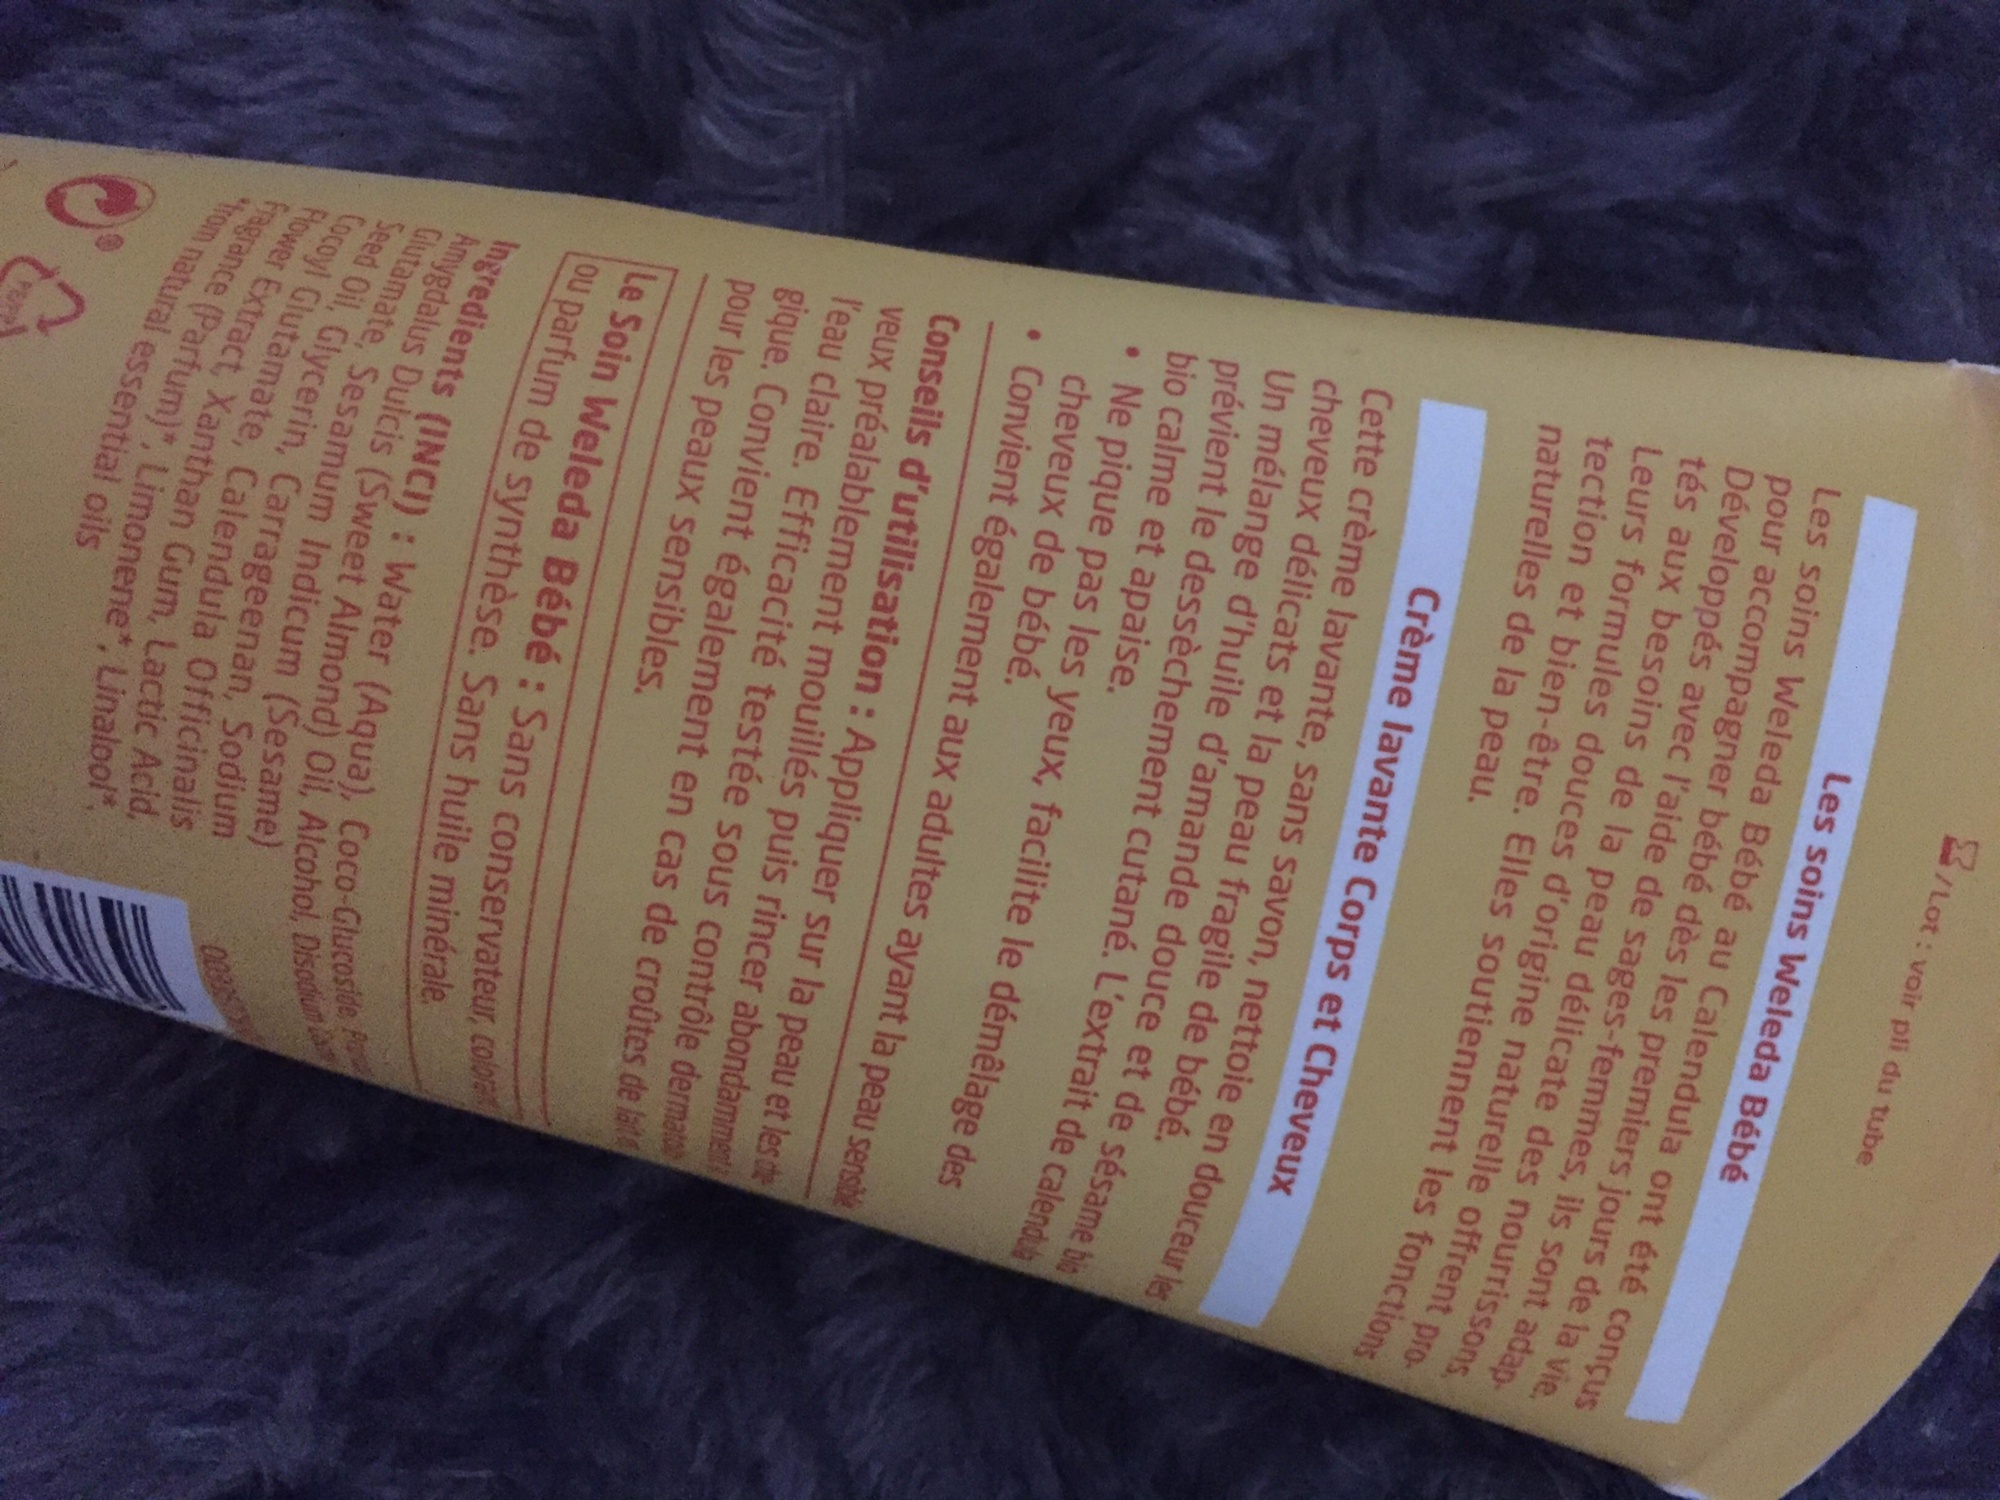 /Lot : voir pli du tube
Les soins Weleda Bébé
Les soins Weleda Bébé au Calendula ont été conçus
pour accompagner bébé dès les premiers jours de la vie.
Développés avec l'aide de sages-femmes, ils sont adap-
tés aux besoins de la peau délicate des nourrissons.
Leurs formules douces d'origine naturelle offrent pro-
tection et bien-être. Elles soutiennent les fonctions
naturelles de la peau.
Crème lavante Corps et Cheveux
Cette crème lavante, sans savon, nettoie en douceur les
cheveux délicats et la peau fragile de bébé.
Un mélange d'huile d'amande douce et de sésame bio
prévient le dessèchement cutané. L'extrait de calendula
bio calme et apaise.
• Ne pique pas les yeux, facilite le démêlage des
cheveux de bébé.
• Convient également aux adultes ayant la peau sensible
Conseils d'utilisation : Appliquer sur la peau et les che-
veux préalablement mouillés puis rincer abondamment à
l'eau claire. Efficacité testée sous contrôle dermatolo-
gique. Convient également en cas de croûtes de lait et
pour les peaux sensibles.
Le Soin Weleda Bébé : Sans conservateur, colorant
ou parfum de synthèse. Sans huile minérale.
Ingredients (INCI) : Water (Aqua), Coco-Glucoside, Prunus
Amygdalus Dulcis (Sweet Almond) Oil, Alcohol, Disodium Cocoyl
Glutamate, Sesamum Indicum (Sesame)
Seed Oil, Glycerin, Carrageenan, Sodium
Cocoyl Glutamate, Calendula Officinalis
Flower Extract, Xanthan Gum, Lactic Acid,
Fragrance (Parfum)*, Limonene*, Linalool*,
*from natural essential oils